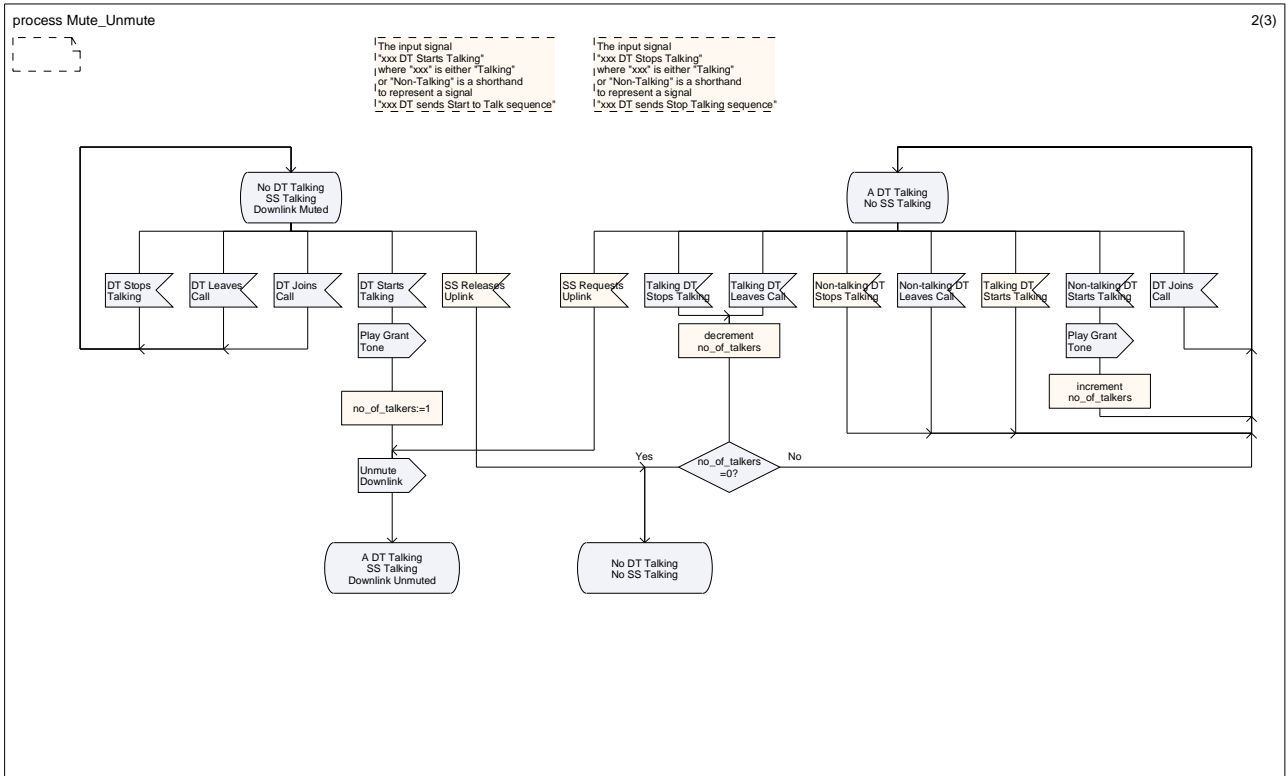 process Mute_Unmute
2(3)
The input signal
"xxx DT Starts Talking"
where "xxx" is either "Talking"
or "Non-Talking" is a shorthand
to represent a signal
"xxx DT sends Start to Talk sequence"
The input signal
"xxx DT Stops Talking"
where "xxx" is either "Talking"
or "Non-Talking" is a shorthand
to represent a signal
"xxx DT sends Stop Talking sequence"
No DT Talking
SS Talking
Downlink Muted
A DT Talking
No SS Talking
DT Stops
Talking
DT Leaves
Call
DT Joins
Call
DT Starts
Talking
SS Releases
Uplink
SS Requests
Uplink
Talking DT
Stops Talking
Talking DT
Leaves Call
Non-talking DT
Stops Talking
Non-talking DT
Leaves Call
Talking DT
Starts Talking
Non-talking DT
Starts Talking
DT Joins
Call
Play Grant
Tone
decrement
no_of_talkers
Play Grant
Tone
increment
no_of_talkers
no_of_talkers:=1
Unmute
Downlink
Yes
no_of_talkers
=0?
No
A DT Talking
SS Talking
Downlink Unmuted
No DT Talking
No SS Talking